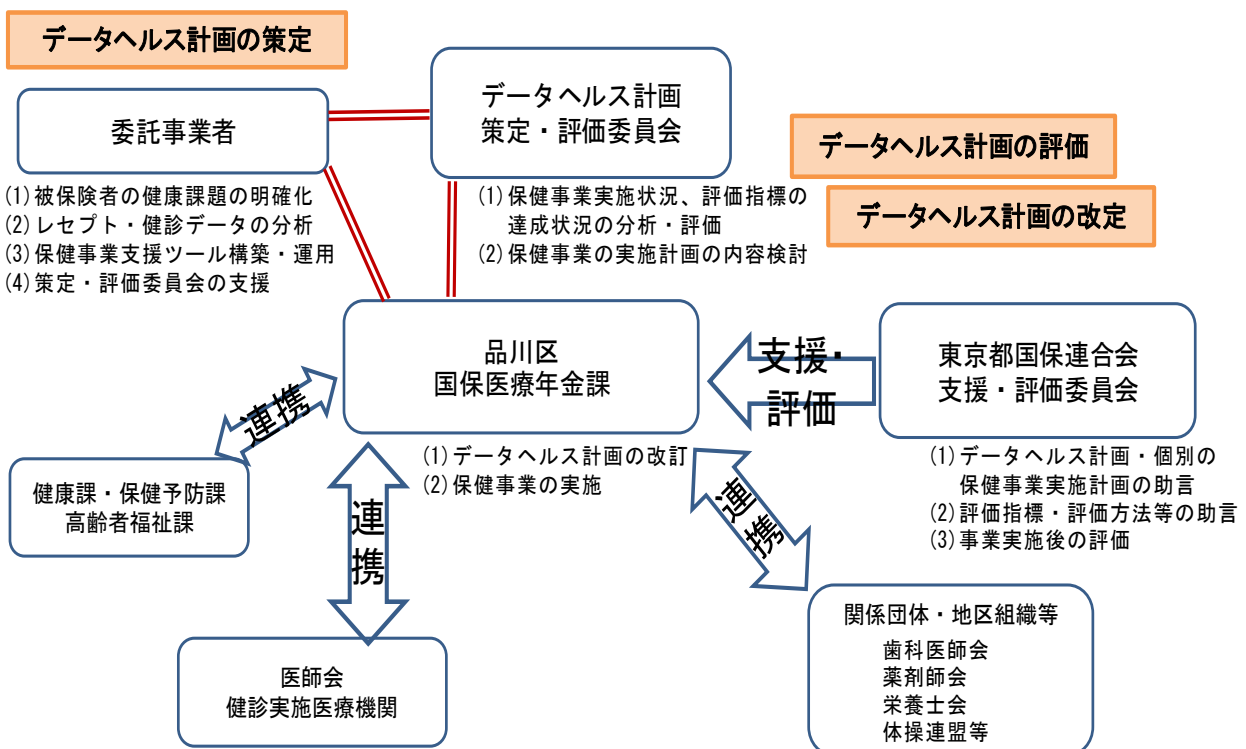 データヘルス計画の策定
委託事業者
(1)被保険者の健康課題の明確化
(2)レセプト・健診データの分析
(3)保健事業支援ツール構築・運用
(4)策定・評価委員会の支援
データヘルス計画
策定・評価委員会
(1)保健事業実施状況、評価指標の
達成状況の分析・評価
(2)保健事業の実施計画の内容検討
データヘルス計画の評価
データヘルス計画の改定
品川区
国保医療年金課
(1)データヘルス計画の改訂
(2)保健事業の実施
支援・
評価
東京都国保連合会
支援・評価委員会
(1)データヘルス計画・個別の
保健事業実施計画の助言
(2)評価指標・評価方法等の助言
(3)事業実施後の評価
連携
健康課・保健予防課
高齢者福祉課
連携
医師会
健診実施医療機関
連携
関係団体・地区組織等
歯科医師会
薬剤師会
栄養士会
体操連盟等